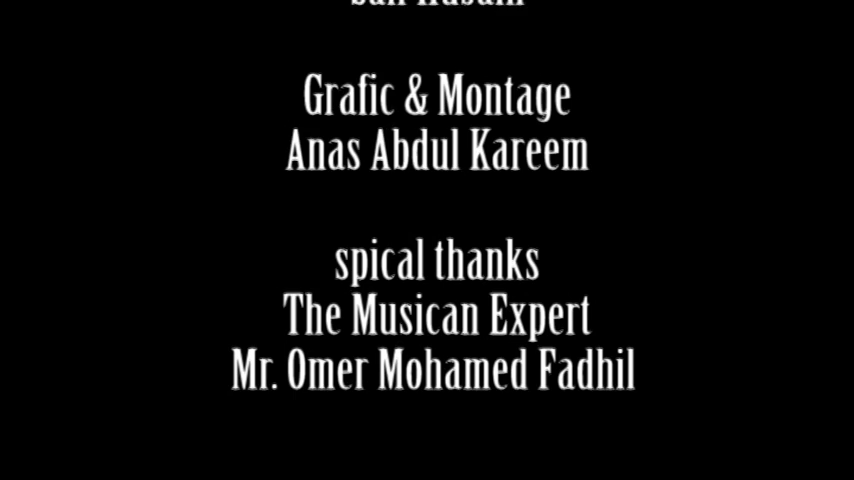 Grafic & Montage
Anas Abdul Kareem
spical thanks
The Musican Expert
Mr. Omer Mohamed Fadhil